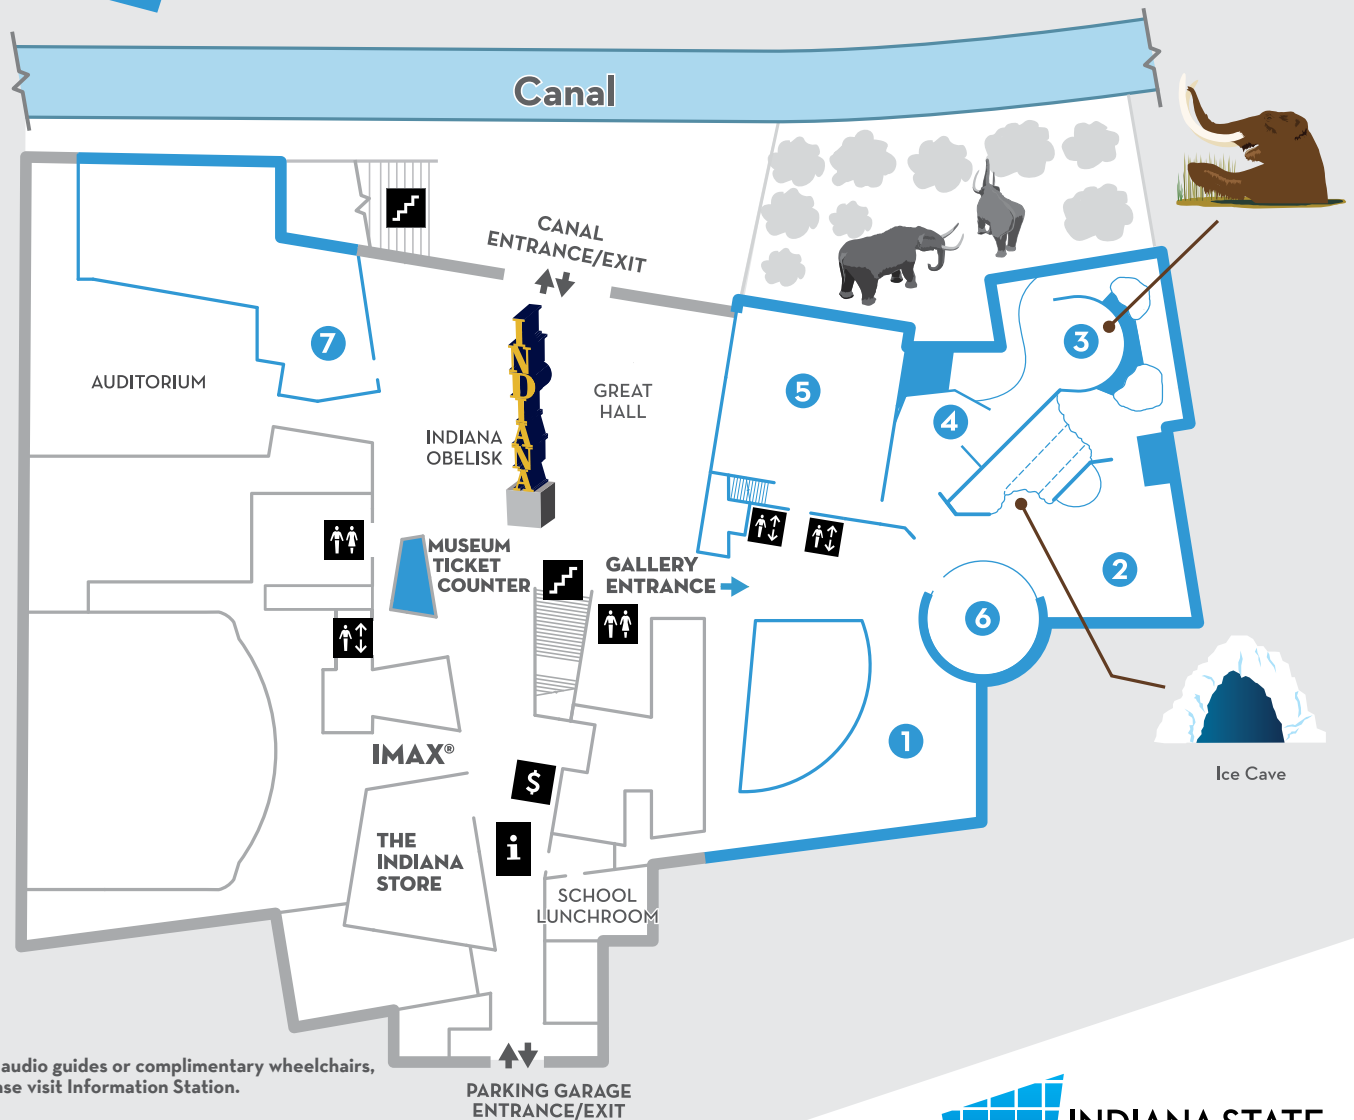 Canal
CANAL
ENTRANCE/EXIT
7
3
AUDITORIUM
INDIANA
GREAT
HALL
5
4
INDIANA
OBELISK
MUSEUM
TICKET
COUNTER
GALLERY
ENTRANCE
2
6
1
IMAX®
$
i
Ice Cave
THE
INDIANA
STORE
SCHOOL
LUNCHROOM
audio guides or complimentary wheelchairs,
visit Information Station.
PARKING GARAGE
ENTRANCE/EXIT
INDIANA STATE